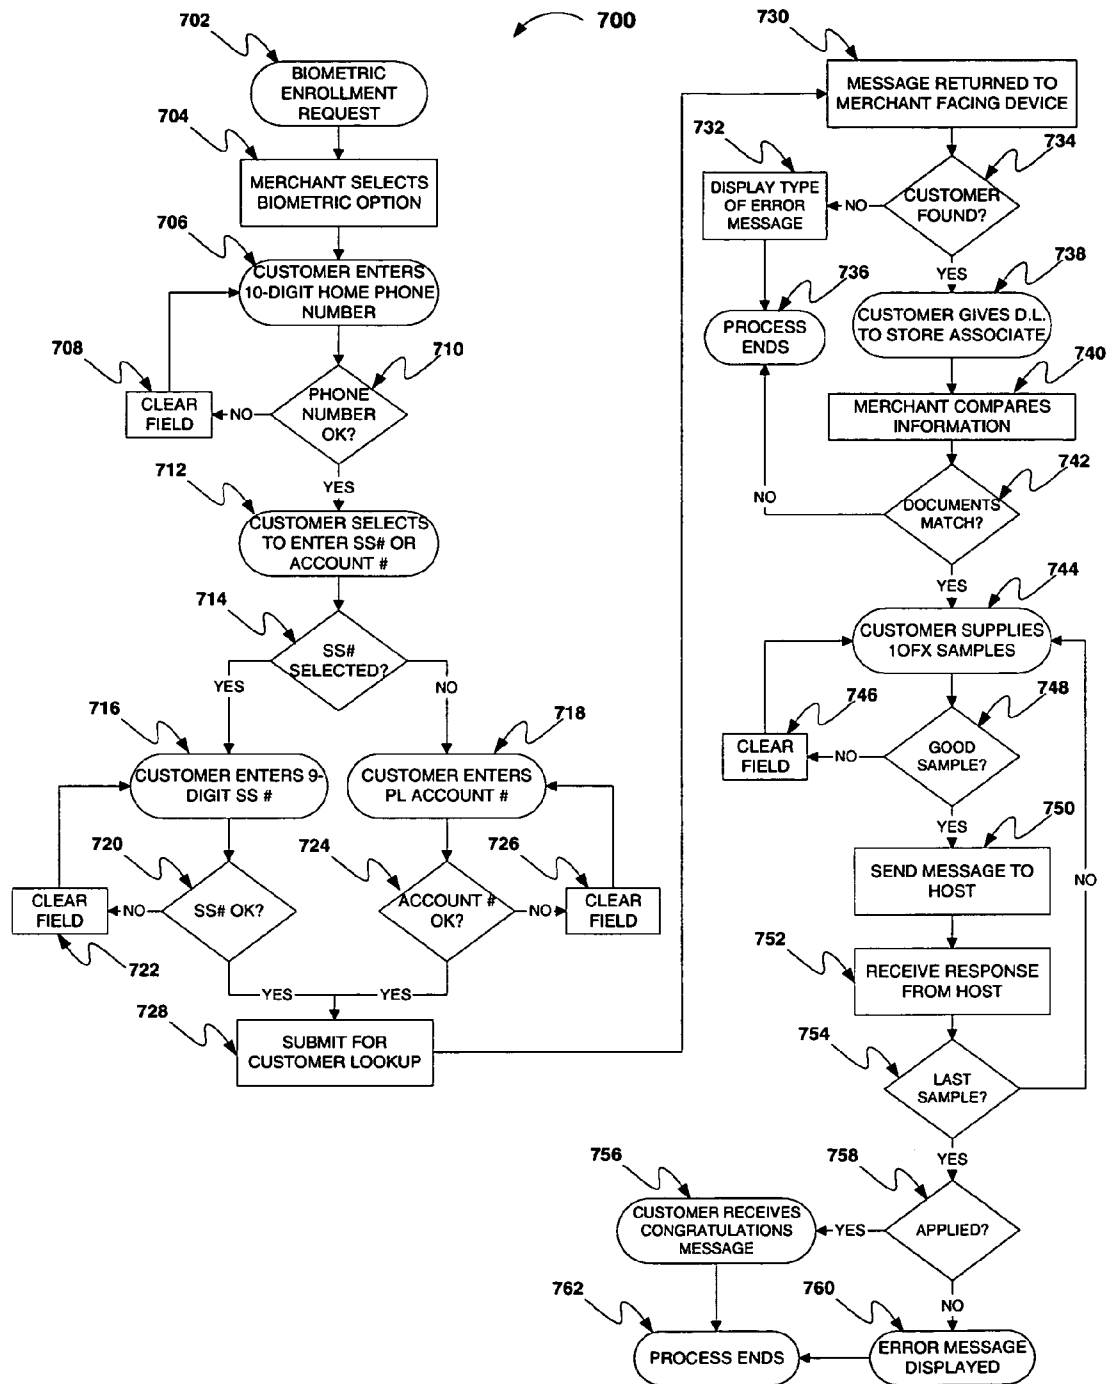 700
702
BIOMETRIC
ENROLLMENT
REQUEST
704
MERCHANT SELECTS
BIOMETRIC OPTION
706
CUSTOMER ENTERS
10-DIGIT HOME PHONE
NUMBER
708
CLEAR
FIELD
NO
710
PHONE
NUMBER
OK?
YES
712
CUSTOMER SELECTS
TO ENTER SS# OR
ACCOUNT #
714
SS#
SELECTED?
YES
NO
716
CUSTOMER ENTERS 9-
DIGIT SS #
718
CUSTOMER ENTERS
PL ACCOUNT #
720
SS# OK?
NO
CLEAR
FIELD
722
724
ACCOUNT #
OK?
NO
726
CLEAR
FIELD
YES
YES
728
SUBMIT FOR
CUSTOMER LOOKUP
730
MESSAGE RETURNED TO
MERCHANT FACING DEVICE
732
DISPLAY TYPE
OF ERROR
MESSAGE
NO
734
CUSTOMER
FOUND?
YES
736
PROCESS
ENDS
738
CUSTOMER GIVES D.L.
TO STORE ASSOCIATE
740
MERCHANT COMPARES
INFORMATION
742
DOCUMENTS
MATCH?
NO
YES
744
CUSTOMER SUPPLIES
1OFX SAMPLES
746
CLEAR
FIELD
NO
748
GOOD
SAMPLE?
YES
750
SEND MESSAGE TO
HOST
NO
752
RECEIVE RESPONSE
FROM HOST
754
LAST
SAMPLE?
YES
756
CUSTOMER RECEIVES
CONGRATULATIONS
MESSAGE
YES
758
APPLIED?
NO
760
ERROR MESSAGE
DISPLAYED
762
PROCESS ENDS